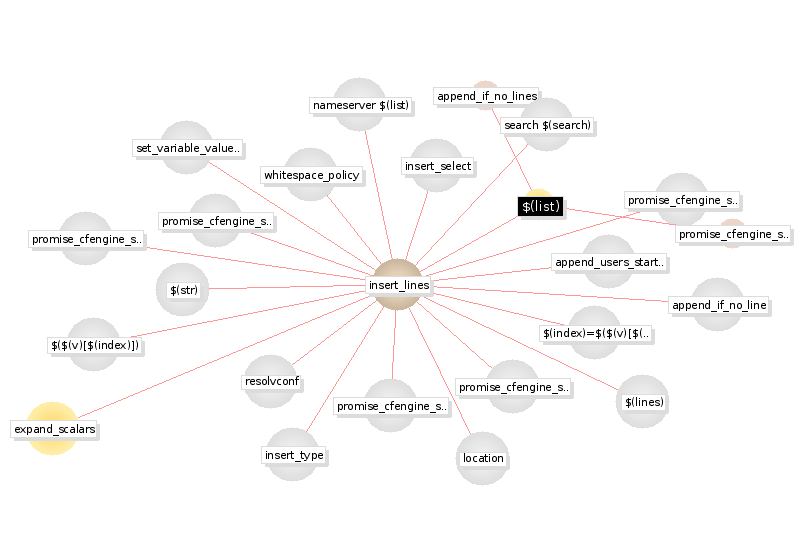 append_if_no_lines
nameserver $(list)
search $(search)
set_variable_value..
insert_select
whitespace_policy
promise_cfengine_s..
$(list)
promise_cfengine_s..
promise_cfengine_s..
promise_cfengine_s..
append_users_start..
insert_lines
$(str)
append_if_no_line
$(index)=$($(v)[$(..
$($(v)[$(index)])
resolvconf
promise_cfengine_s..
$(lines)
promise_cfengine_s..
expand_scalars
insert_type
location